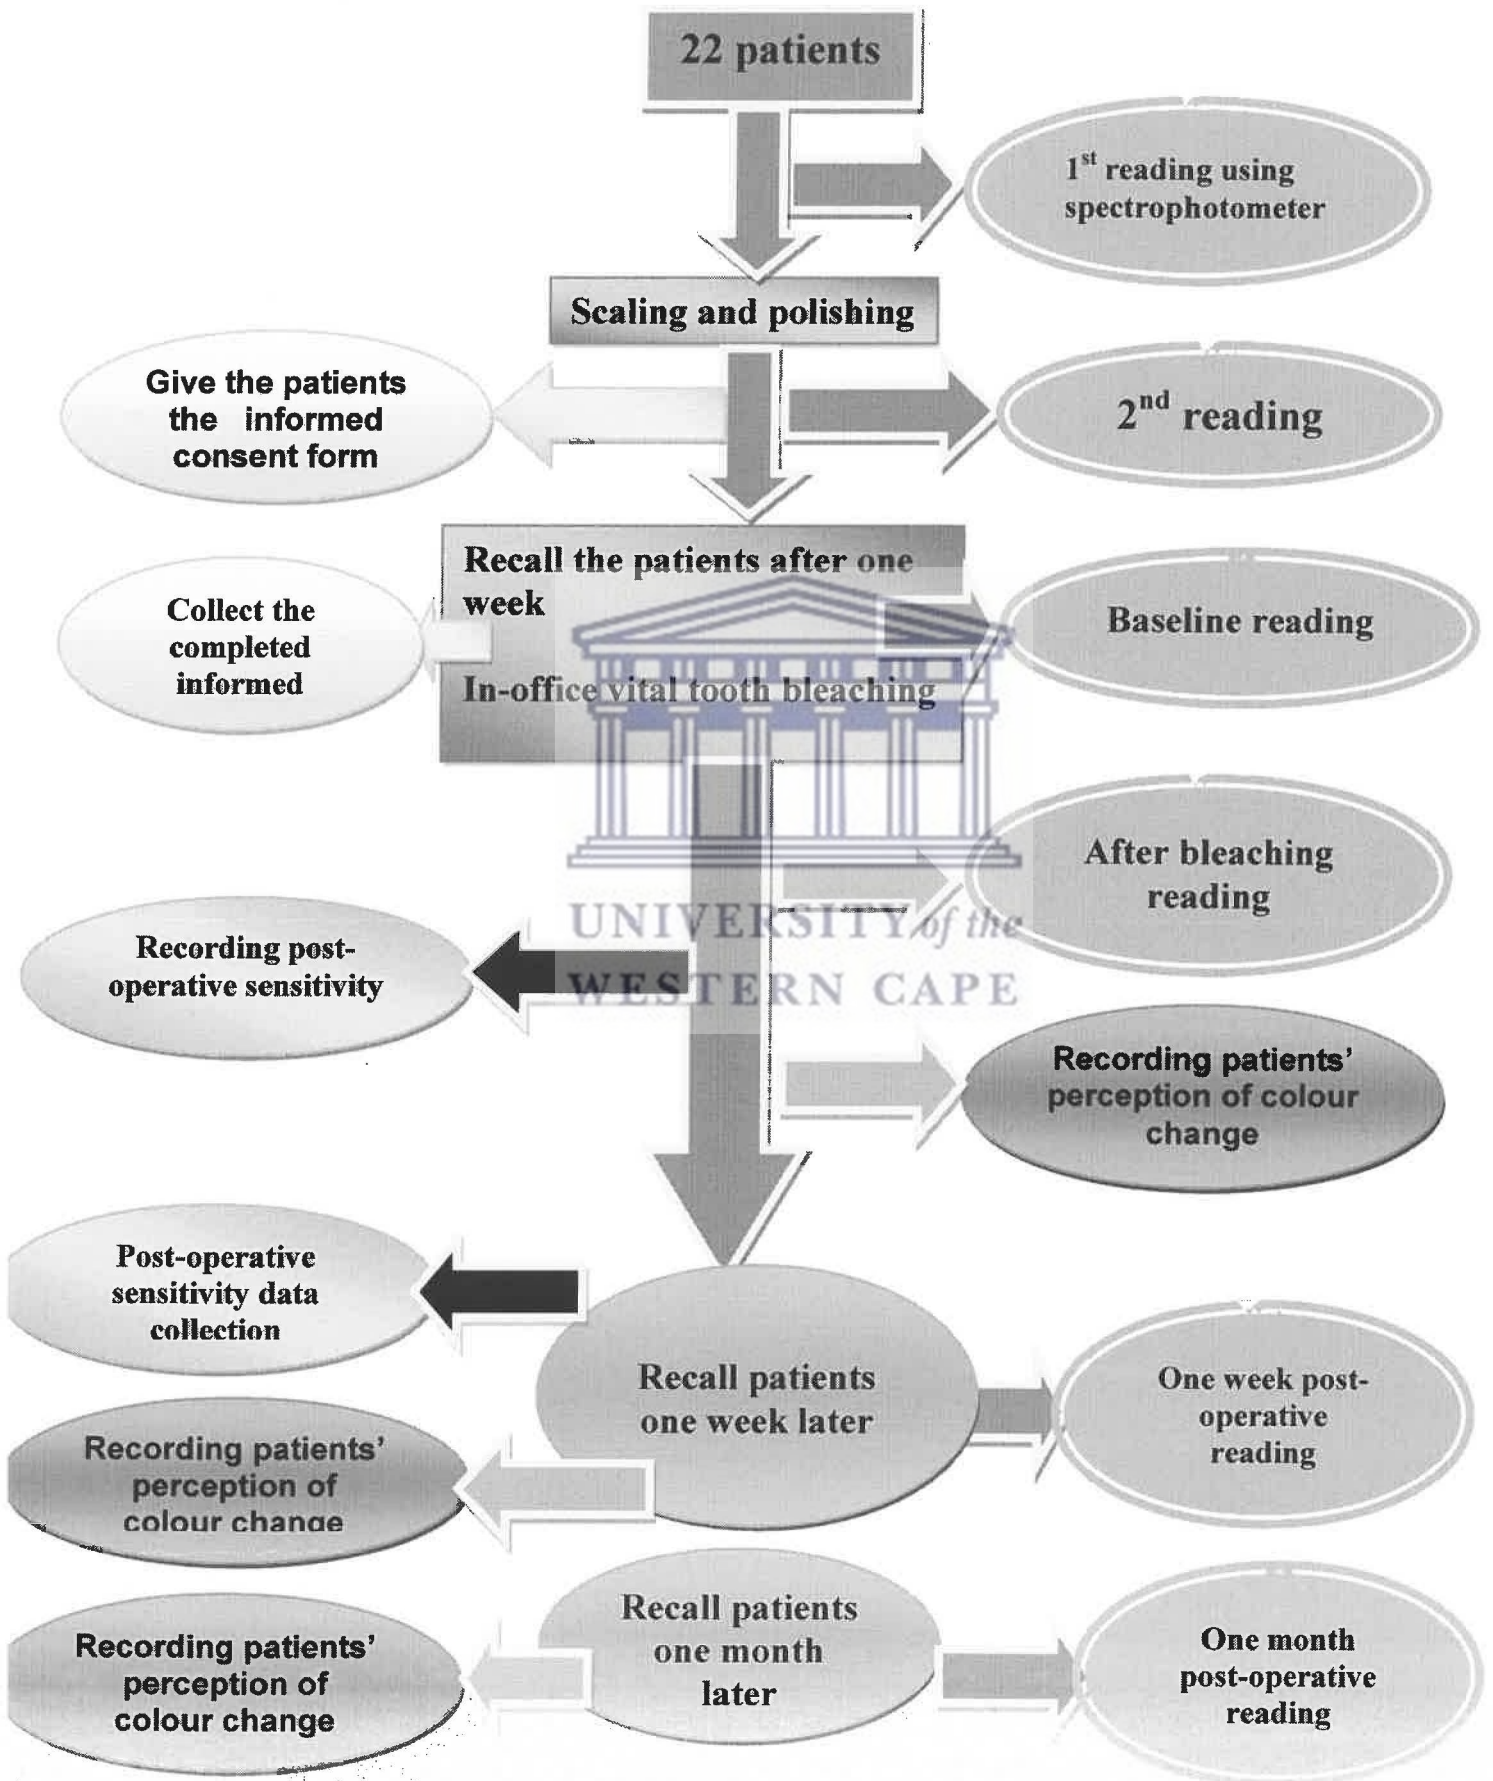 22 patients
1st reading using
spectrophotometer
Scaling and polishing
Give the patients
the informed
consent form
2nd reading
Recall the patients after one
week
In-office vital tooth bleaching
Collect the
completed
informed
Baseline reading
After bleaching
reading
UNIVERSITY of the
WESTERN CAPE
Recording post-
operative sensitivity
Recording patients'
perception of colour
change
Post-operative
sensitivity data
collection
Recall patients
one week later
One week post-
operative
reading
Recording patients'
perception of
colour change
Recall patients
one month
later
Recording patients'
perception of
colour change
One month
post-operative
reading